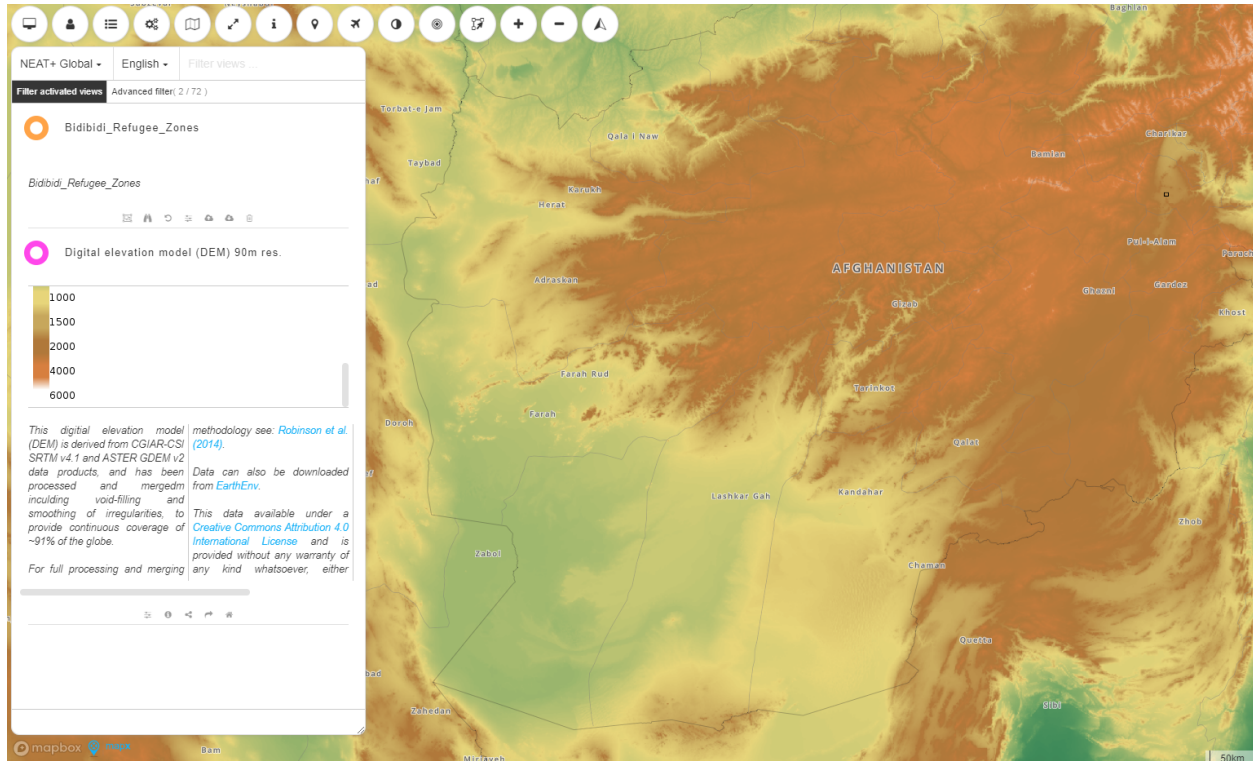 NEAT+ Global
English
Filter views ...
Filter activated views
Advanced filter( 2 / 72 )
Bidibidi_Refugee_Zones
Bidibidi_Refugee_Zones
Digital elevation model (DEM) 90m res.
1000
1500
2000
4000
6000
This digitial elevation model
(DEM) is derived from CGIAR-CSI
SRTM v4.1 and ASTER GDEM v2
data products, and has been
processed and mergedm
inculding void-filling and
smoothing of irregularities, to
provide continuous coverage of
~91% of the globe.
For full processing and merging
methodology see: Robinson et al.
(2014).
Data can also be downloaded
from EarthEnv.
This data available under a
Creative Commons Attribution 4.0
International License and is
provided without any warranty of
any kind whatsoever, either
mapbox
Baghlan
Torbat-e Jam
Qala i Naw
Charikar
Bamian
Taybad
Karukh
Herat
Pul-i-Alam
AFGHANISTAN
Adraskan
Ghazni
Gardez
Gizab
Khost
Farah Rud
Tarinkot
Farah
Doroh
Qalat
Lashkar Gah
Kandahar
Zhob
Zabol
Chaman
Quetta
Sibi
Zahedan
Bam
Mirjaveh
50km